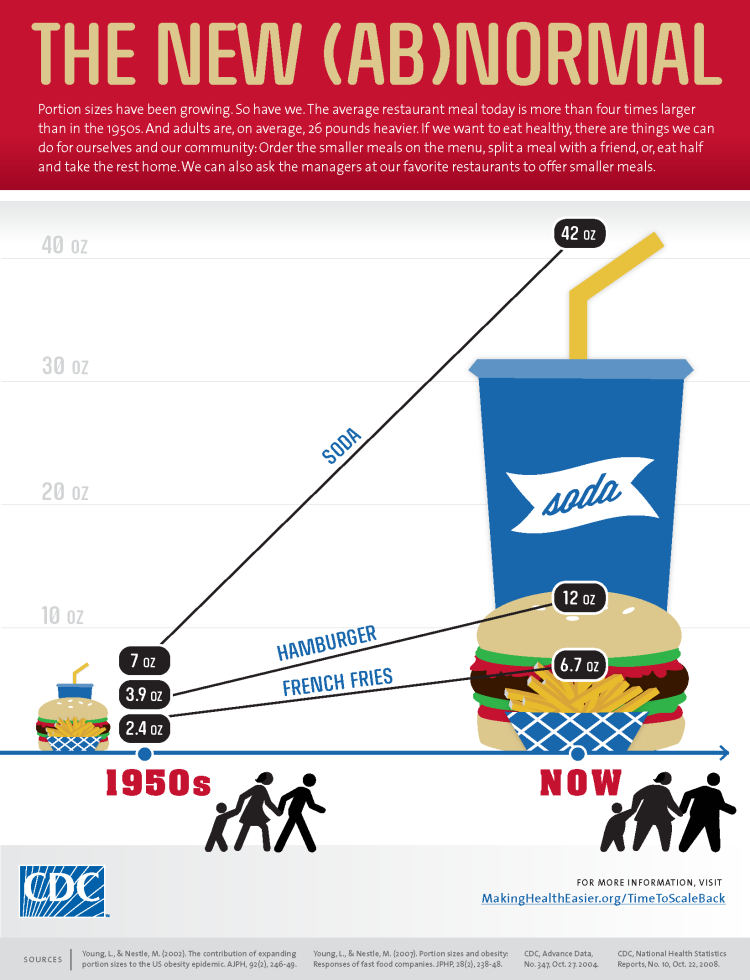 THE NEW (AB)NORMAL
Portion sizes have been growing. So have we. The average restaurant meal today is more than four times larger
than in the 1950s. And adults are, on average, 26 pounds heavier. If we want to eat healthy, there are things we can
do for ourselves and our community: Order the smaller meals on the menu, split a meal with a friend, or, eat half
and take the rest home. We can also ask the managers at our favorite restaurants to offer smaller meals.
40 OZ
42 OZ
30 OZ
SODA
20 OZ
soda
10 OZ
12 OZ
HAMBURGER
7 OZ
6.7 OZ
FRENCH FRIES
3.9 OZ
2.4 OZ
1950s
NOW
CDC
FOR MORE INFORMATION, VISIT
MakingHealthEasier.org/TimeToScaleBack
SOURCES
Young, L., & Nestle, M. (2002). The contribution of expanding
portion sizes to the US obesity epidemic. AJPH, 92(2), 246-49.
Young, L., & Nestle, M. (2007). Portion sizes and obesity:
Responses of fast food companies. JPHP, 28(2), 238-48.
CDC, Advance Data,
No. 347, Oct. 27. 2004.
CDC, National Health Statistics
Reports, No. 10, Oct. 22, 2008.